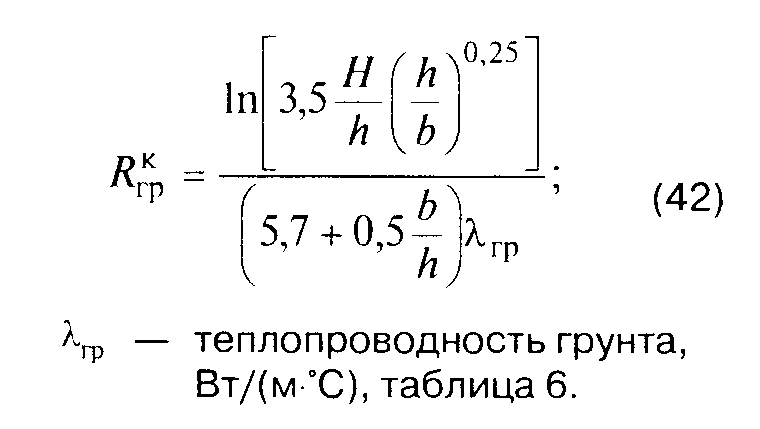 R^к_гр = ln[3,5 H/h (h/b)^0,25] / (5,7 + 0,5 b/h)λ_гр; (42)
λ_гр — теплопроводность грунта,
Вт/(м·°С), таблица 6.